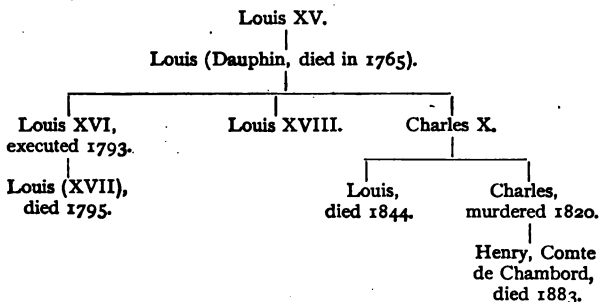 Louis XV.
Louis (Dauphin, died in 1765).
Louis XVI,
executed 1793.
Louis XVIII.
Charles X.
Louis (XVII),
died 1795.
Louis,
died 1844.
Charles,
murdered 1820.
Henry, Comte
de Chambord,
died 1883.